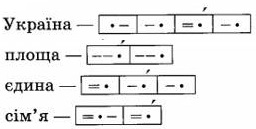 Україна — • – – • = •́ – •
площа — – – •́ – – •
єдина — = • – •́ – •
сім’я — = • – = •́